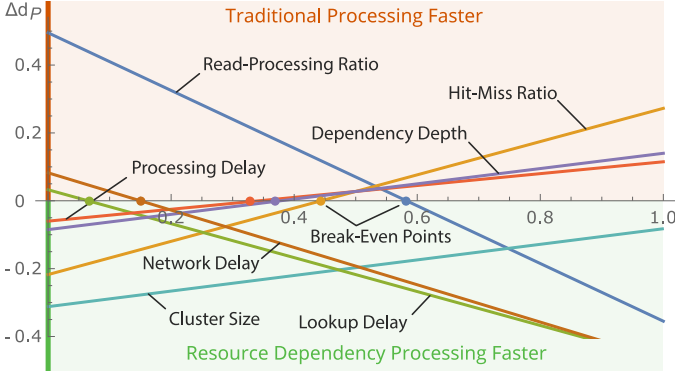 Δd_P
Traditional Processing Faster
0.4
Read-Processing Ratio
Hit-Miss Ratio
0.2
Dependency Depth
Processing Delay
0
0.2
0.4
0.6
0.8
1.0
Break-Even Points
- 0.2
Network Delay
Cluster Size
Lookup Delay
- 0.4
Resource Dependency Processing Faster